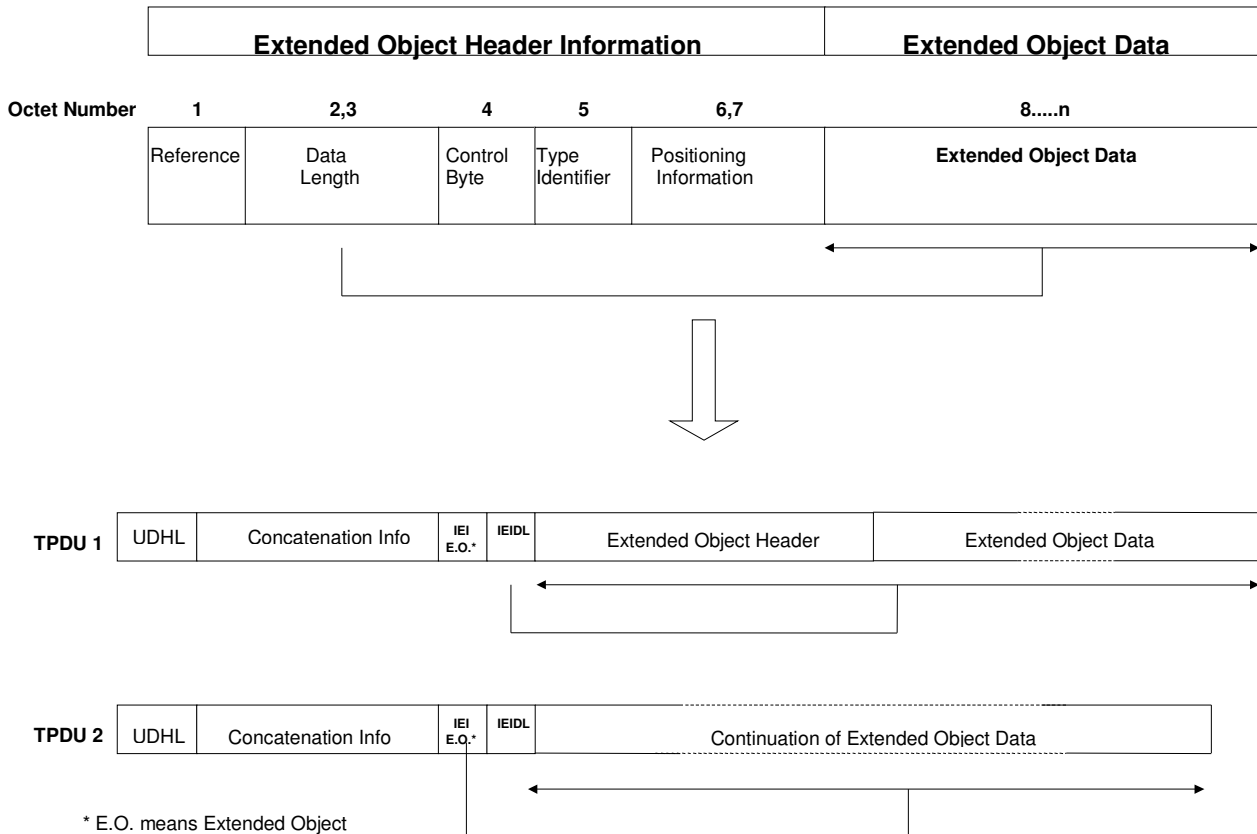 Extended Object Header Information Extended Object Data
Octet Number 1 2,3 4 5 6,7 8.....n
Reference Data Length Control Byte Type Identifier Positioning Information Extended Object Data
TPDU 1 UDHL Concatenation Info IEI E.O.* IEIDL Extended Object Header Extended Object Data
TPDU 2 UDHL Concatenation Info IEI E.O.* IEIDL Continuation of Extended Object Data
* E.O. means Extended Object